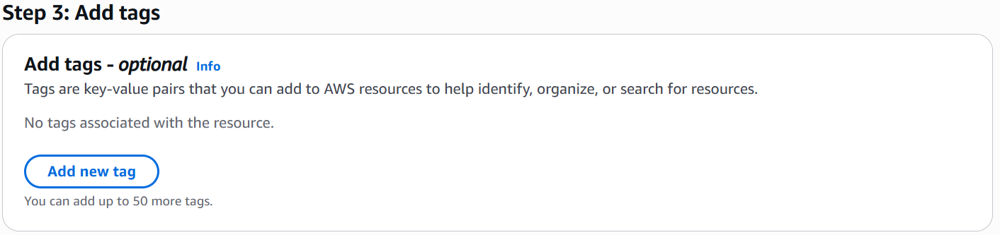 Step 3: Add tags
Add tags - optional Info
Tags are key-value pairs that you can add to AWS resources to help identify, organize, or search for resources.
No tags associated with the resource.
Add new tag
You can add up to 50 more tags.